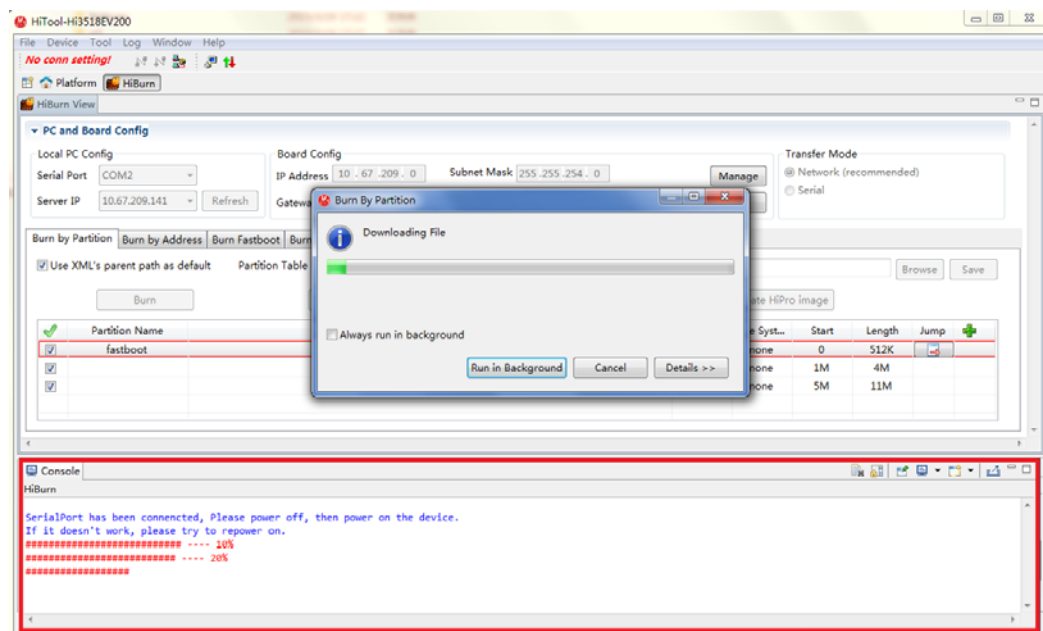 HiTool-Hi3518EV200
File Device Tool Log Window Help
No conn setting!
Platform HiBurn
HiBurn View
PC and Board Config
Local PC Config Board Config Transfer Mode
Serial Port COM2 IP Address 10 . 67 .209 . 0 Subnet Mask 255 .255 .254 . 0 Manage Network (recommended)
Server IP 10.67.209.141 Refresh Gatewa Serial
Burn By Partition
Downloading File
Always run in background
Run in Background Cancel Details >>
Burn by Partition Burn by Address Burn Fastboot Burn
Use XML's parent path as default Partition Table Browse Save
Burn ate HiPro image
Partition Name e Syst... Start Length Jump
fastboot none 0 512K
none 1M 4M
none 5M 11M
Console
HiBurn
SerialPort has been connencted, Please power off, then power on the device.
If it doesn't work, please try to repower on.
########################### ---- 10%
########################## ---- 20%
##################